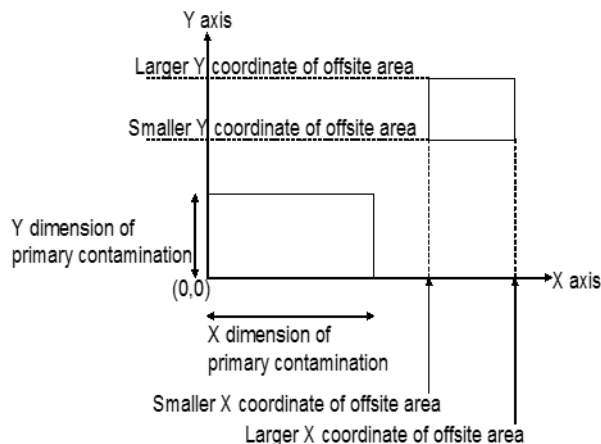 Y axis
Larger Y coordinate of offsite area
Smaller Y coordinate of offsite area
Y dimension of
primary contamination
(0,0)
X axis
X dimension of
primary contamination
Smaller X coordinate of offsite area
Larger X coordinate of offsite area